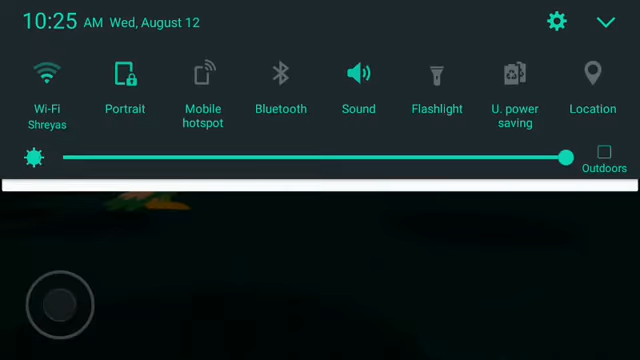 10:25 AM Wed, August 12
Wi-Fi
Shreyas
Portrait
Mobile
hotspot
Bluetooth
Sound
Flashlight
U. power
saving
Location
Outdoors